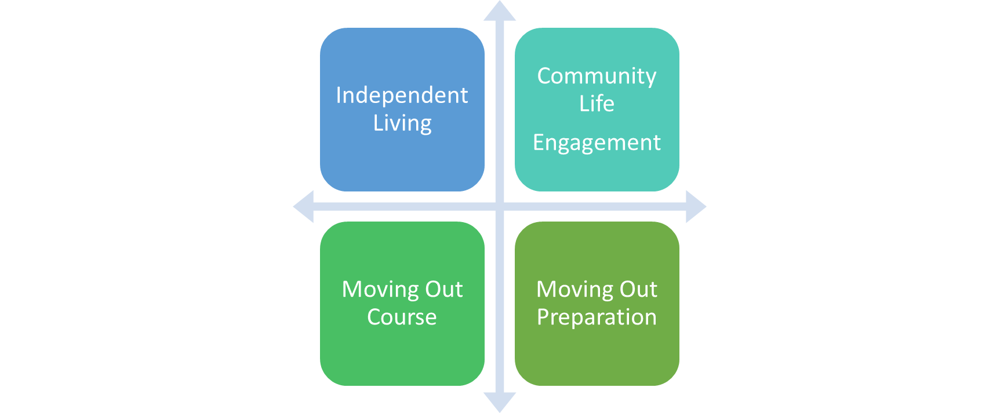 Independent
Living
Community
Life
Engagement
Moving Out
Course
Moving Out
Preparation